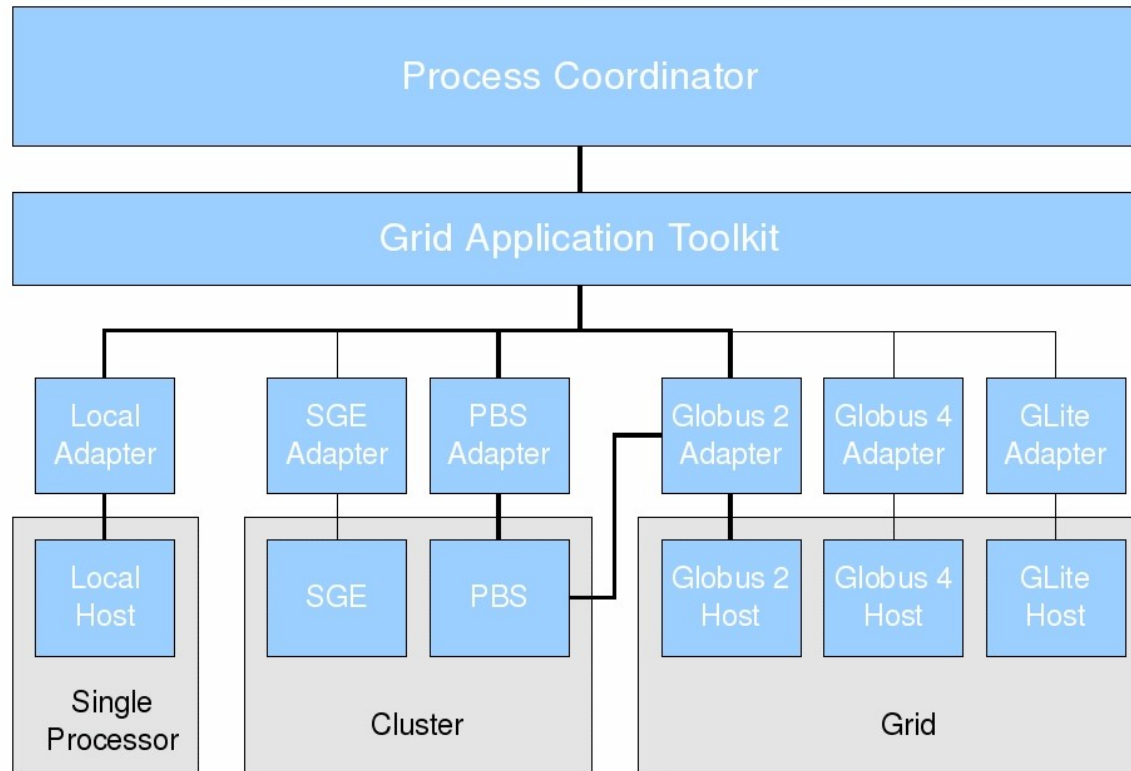 Process Coordinator
Grid Application Toolkit
Local
Adapter
SGE
Adapter
PBS
Adapter
Globus 2
Adapter
Globus 4
Adapter
GLite
Adapter
Local
Host
SGE
PBS
Globus 2
Host
Globus 4
Host
GLite
Host
Single
Processor
Cluster
Grid